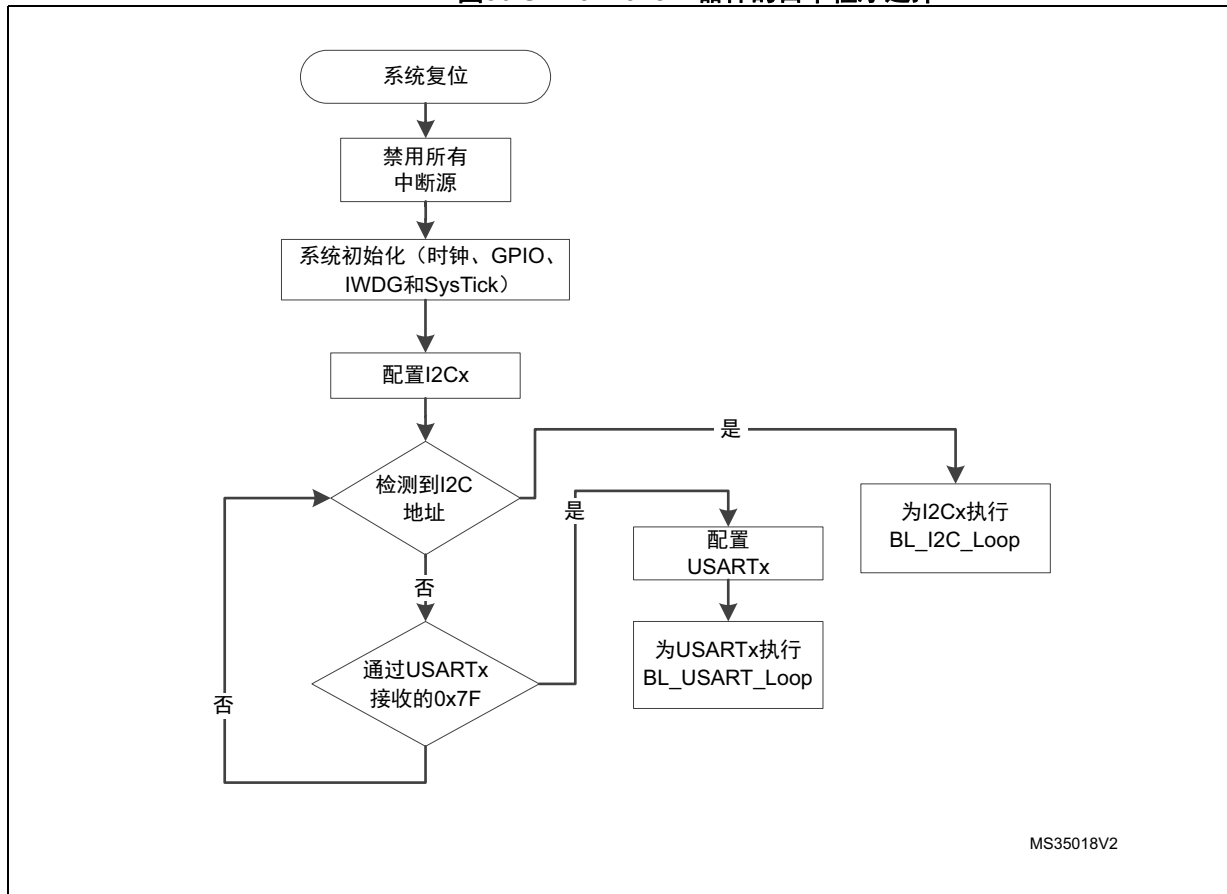 系统复位
禁用所有
中断源
系统初始化（时钟、GPIO、
IWDG和SysTick）
配置I2Cx
是
检测到I2C
地址
是
为I2Cx执行
BL_I2C_Loop
配置
USARTx
否
为USARTx执行
BL_USART_Loop
通过USARTx
接收的0x7F
否
MS35018V2